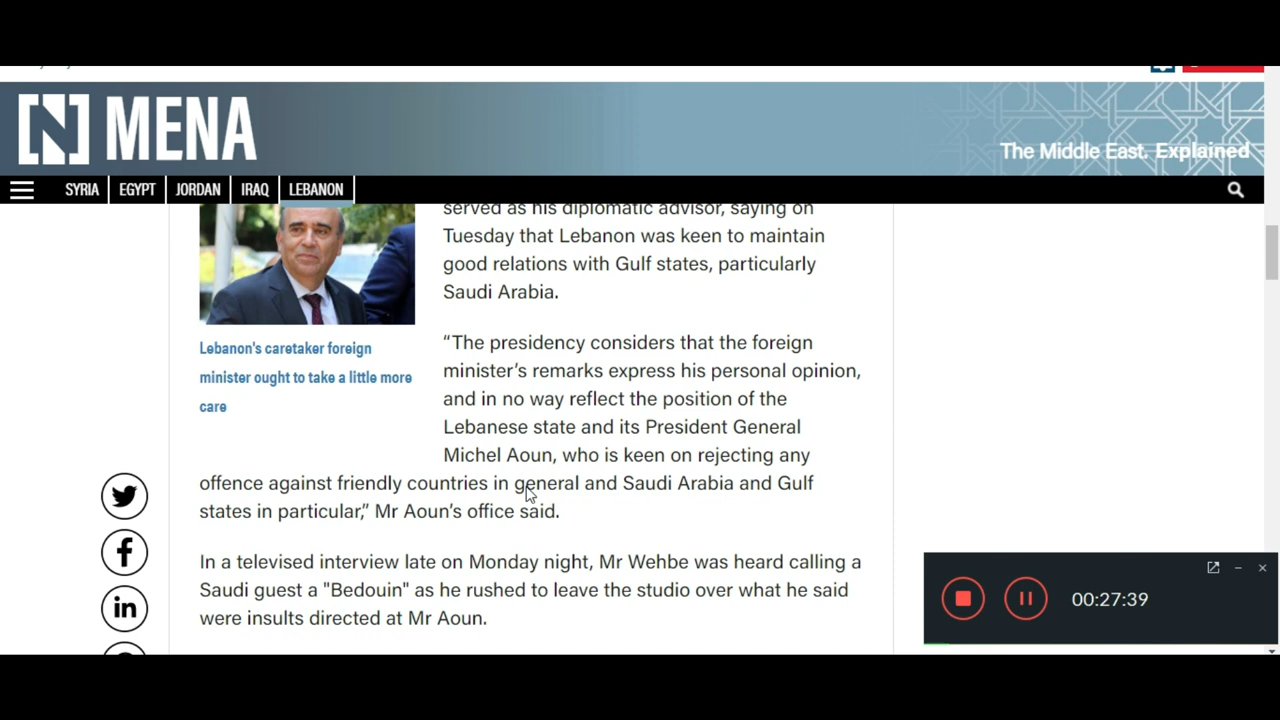 [N] MENA
The Middle East. Explained
SYRIA EGYPT JORDAN IRAQ LEBANON
served as his diplomatic advisor, saying on
Tuesday that Lebanon was keen to maintain
good relations with Gulf states, particularly
Saudi Arabia.
Lebanon's caretaker foreign
minister ought to take a little more
care
“The presidency considers that the foreign
minister’s remarks express his personal opinion,
and in no way reflect the position of the
Lebanese state and its President General
Michel Aoun, who is keen on rejecting any
offence against friendly countries in general and Saudi Arabia and Gulf
states in particular,” Mr Aoun’s office said.
In a televised interview late on Monday night, Mr Wehbe was heard calling a
Saudi guest a "Bedouin" as he rushed to leave the studio over what he said
were insults directed at Mr Aoun.
in
00:27:39